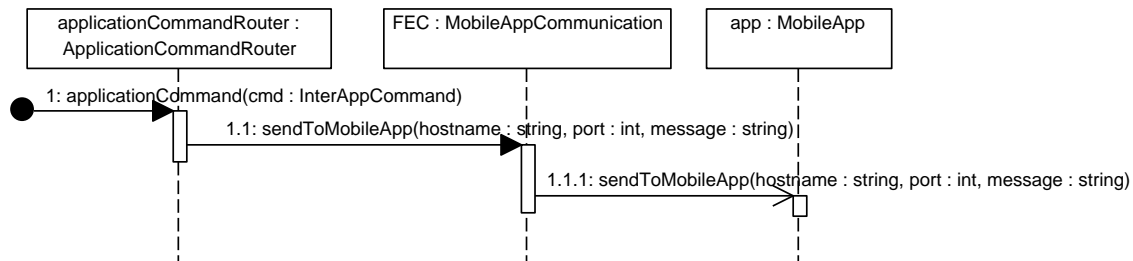 applicationCommandRouter :
ApplicationCommandRouter
FEC : MobileAppCommunication
app : MobileApp
1: applicationCommand(cmd : InterAppCommand)
1.1: sendToMobileApp(hostname : string, port : int, message : string)
1.1.1: sendToMobileApp(hostname : string, port : int, message : string)